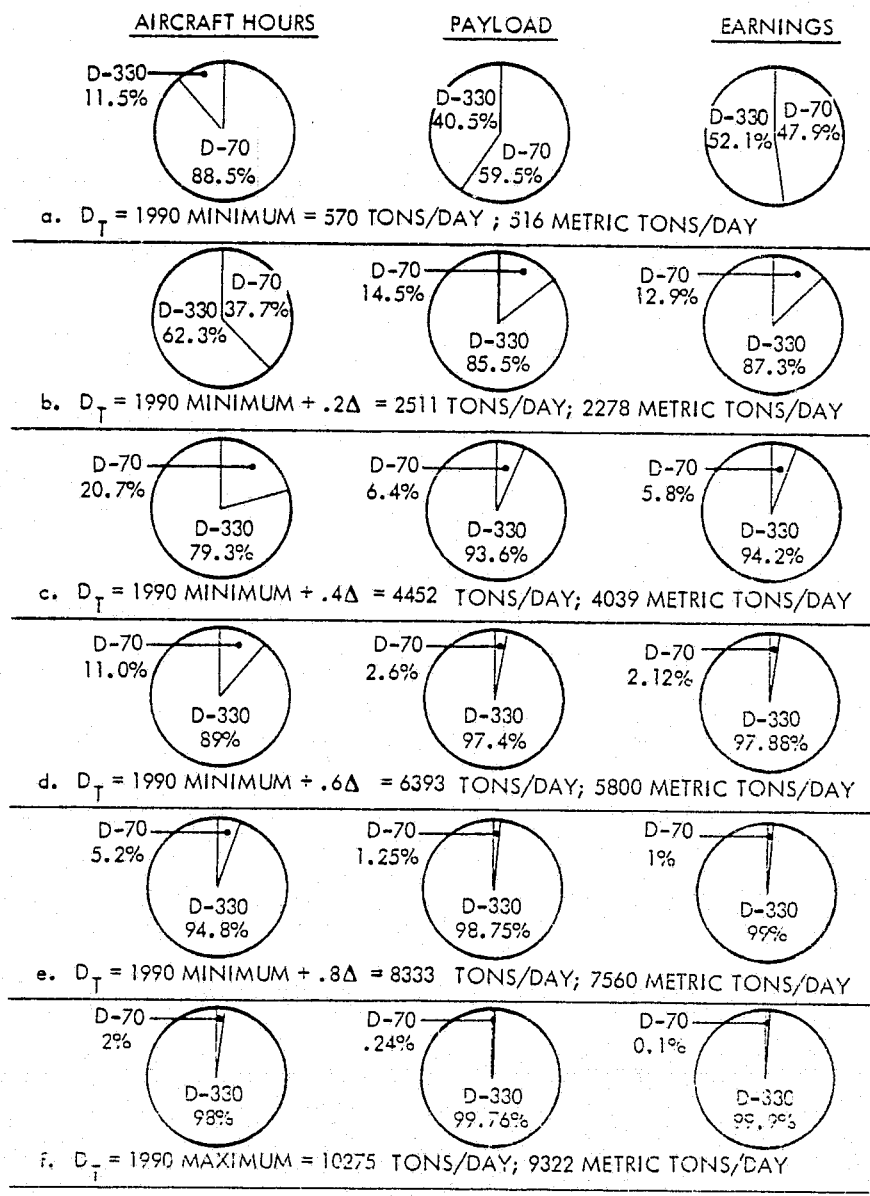 AIRCRAFT HOURS PAYLOAD EARNINGS
D-330 11.5%
D-70 88.5%
D-330 40.5%
D-70 59.5%
D-330 52.1%
D-70 47.9%
a. D_T = 1990 MINIMUM = 570 TONS/DAY ; 516 METRIC TONS/DAY
D-330 62.3%
D-70 37.7%
D-70 14.5%
D-330 85.5%
D-70 12.9%
D-330 87.3%
b. D_T = 1990 MINIMUM + .2Δ = 2511 TONS/DAY; 2278 METRIC TONS/DAY
D-70 20.7%
D-330 79.3%
D-70 6.4%
D-330 93.6%
D-70 5.8%
D-330 94.2%
c. D_T = 1990 MINIMUM + .4Δ = 4452 TONS/DAY; 4039 METRIC TONS/DAY
D-70 11.0%
D-330 89%
D-70 2.6%
D-330 97.4%
D-70 2.12%
D-330 97.88%
d. D_T = 1990 MINIMUM + .6Δ = 6393 TONS/DAY; 5800 METRIC TONS/DAY
D-70 5.2%
D-330 94.8%
D-70 1.25%
D-330 98.75%
D-70 1%
D-330 99%
e. D_T = 1990 MINIMUM + .8Δ = 8333 TONS/DAY; 7560 METRIC TONS/DAY
D-70 2%
D-330 98%
D-70 .24%
D-330 99.76%
D-70 0.1%
D-330 99.9%
f. D_T = 1990 MAXIMUM = 10275 TONS/DAY; 9322 METRIC TONS/DAY